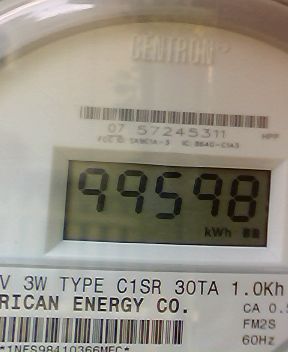 CENTRON
07 57245311 HPP
99598
kWh
V 3W TYPE C1SR 30TA 1.0Kh
RICAN ENERGY CO.
CA 0.5
FM2S
60Hz